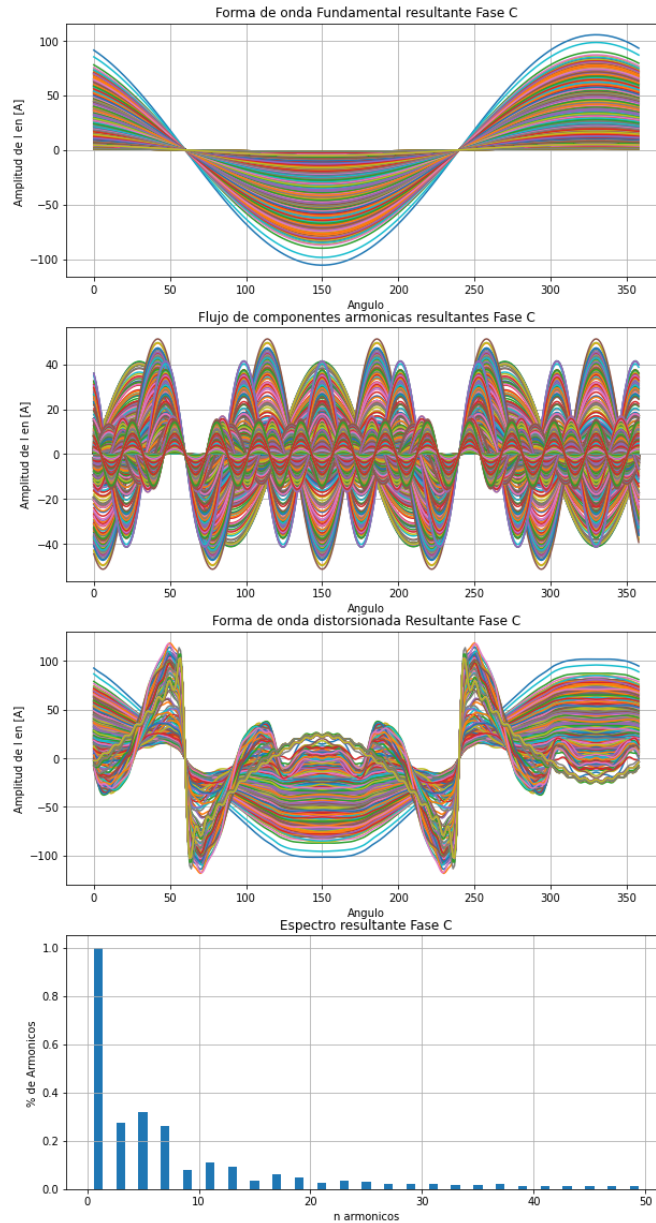 Forma de onda Fundamental resultante Fase C
100
50
0
−50
−100
Amplitud de I en [A]
0 50 100 150 200 250 300 350
Angulo
Flujo de componentes armonicas resultantes Fase C
40
20
0
−20
−40
Amplitud de I en [A]
0 50 100 150 200 250 300 350
Angulo
Forma de onda distorsionada Resultante Fase C
100
50
0
−50
−100
Amplitud de I en [A]
0 50 100 150 200 250 300 350
Angulo
Espectro resultante Fase C
1.0
0.8
0.6
0.4
0.2
0.0
% de Armonicos
0 10 20 30 40 50
n armonicos